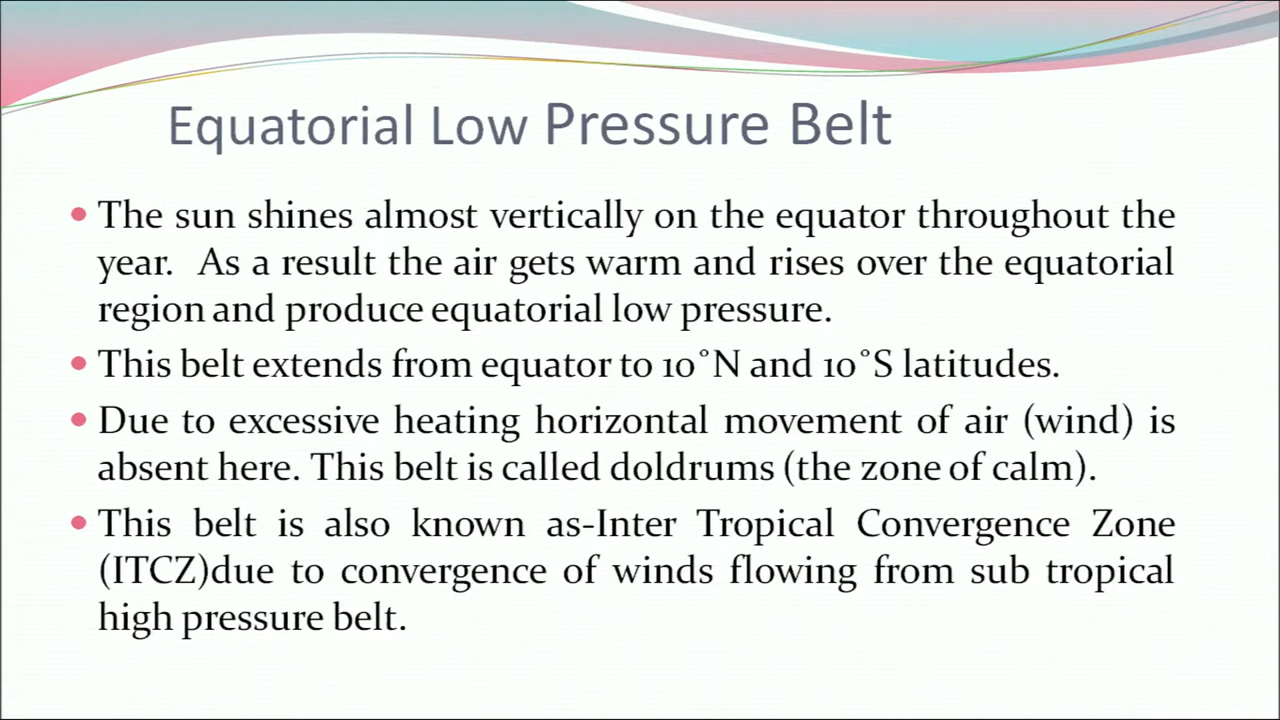 Equatorial Low Pressure Belt
• The sun shines almost vertically on the equator throughout the
year. As a result the air gets warm and rises over the equatorial
region and produce equatorial low pressure.
• This belt extends from equator to 10°N and 10°S latitudes.
• Due to excessive heating horizontal movement of air (wind) is
absent here. This belt is called doldrums (the zone of calm).
• This belt is also known as-Inter Tropical Convergence Zone
(ITCZ)due to convergence of winds flowing from sub tropical
high pressure belt.